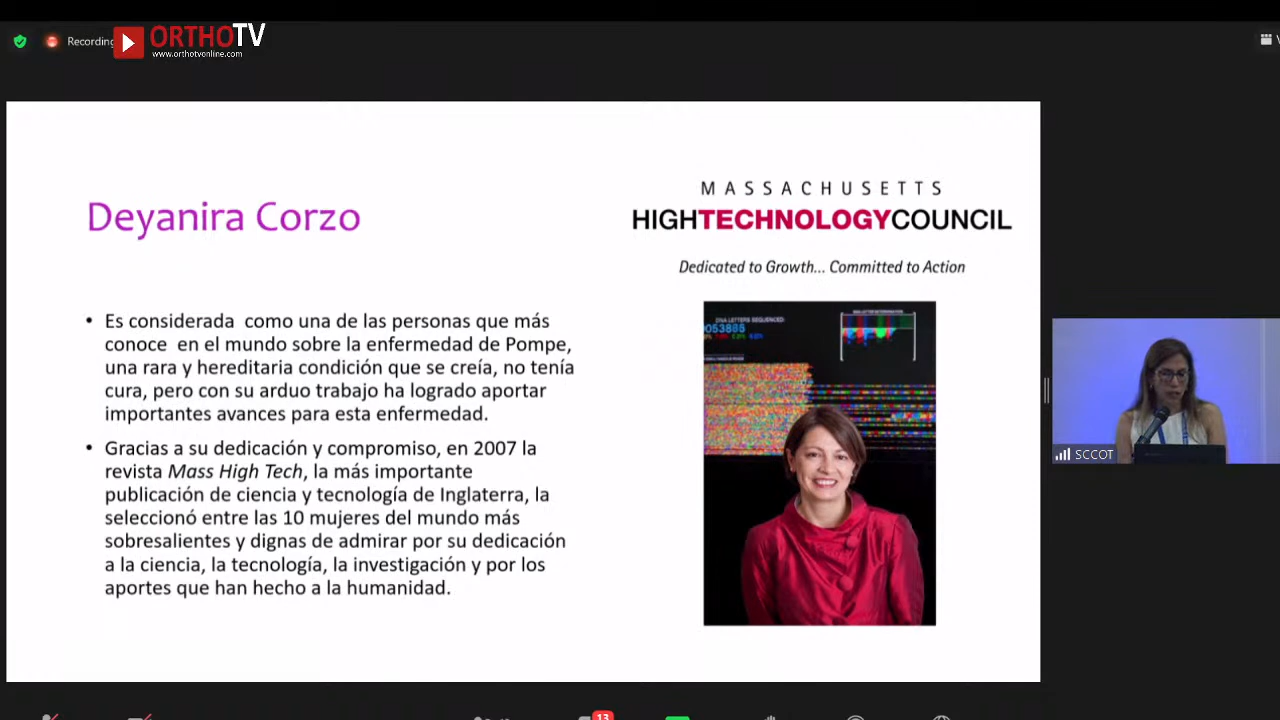 Recording
ORTHOTV
www.orthotvonline.com
MASSACHUSETTS
HIGHTECHNOLOGYCOUNCIL
Dedicated to Growth... Committed to Action
Deyanira Corzo
• Es considerada como una de las personas que más
conoce en el mundo sobre la enfermedad de Pompe,
una rara y hereditaria condición que se creía, no tenía
cura, pero con su arduo trabajo ha logrado aportar
importantes avances para esta enfermedad.
• Gracias a su dedicación y compromiso, en 2007 la
revista Mass High Tech, la más importante
publicación de ciencia y tecnología de Inglaterra, la
seleccionó entre las 10 mujeres del mundo más
sobresalientes y dignas de admirar por su dedicación
a la ciencia, la tecnología, la investigación y por los
aportes que han hecho a la humanidad.
DNA LETTERS SEQUENCED:
SCCOT
13